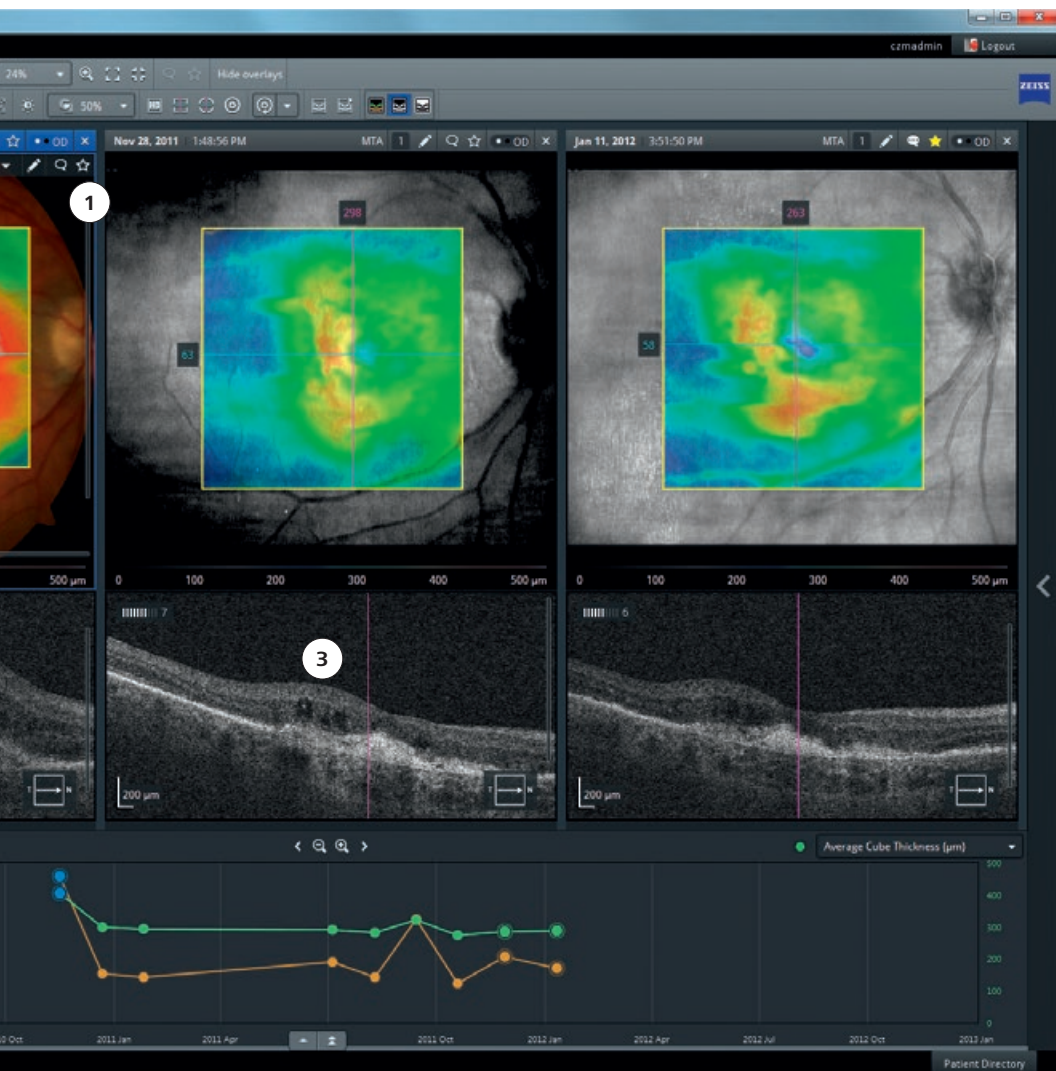 czmadmin Logout
24% Hide overlays
ZEISS
50%
OD
Nov 28, 2011 1:48:56 PM MTA 1 OD
Jan 11, 2012 3:51:50 PM MTA 1 OD
1
298
63
263
58
500 µm
0 100 200 300 400 500 µm
0 100 200 300 400 500 µm
7
3
6
T N
200 µm
T N
200 µm
T N
Average Cube Thickness (µm)
500
400
300
200
100
0
2011 Jan 2011 Apr 2011 Oct 2012 Jan 2012 Apr 2012 Jul 2012 Oct 2013 Jan
Patient Directory